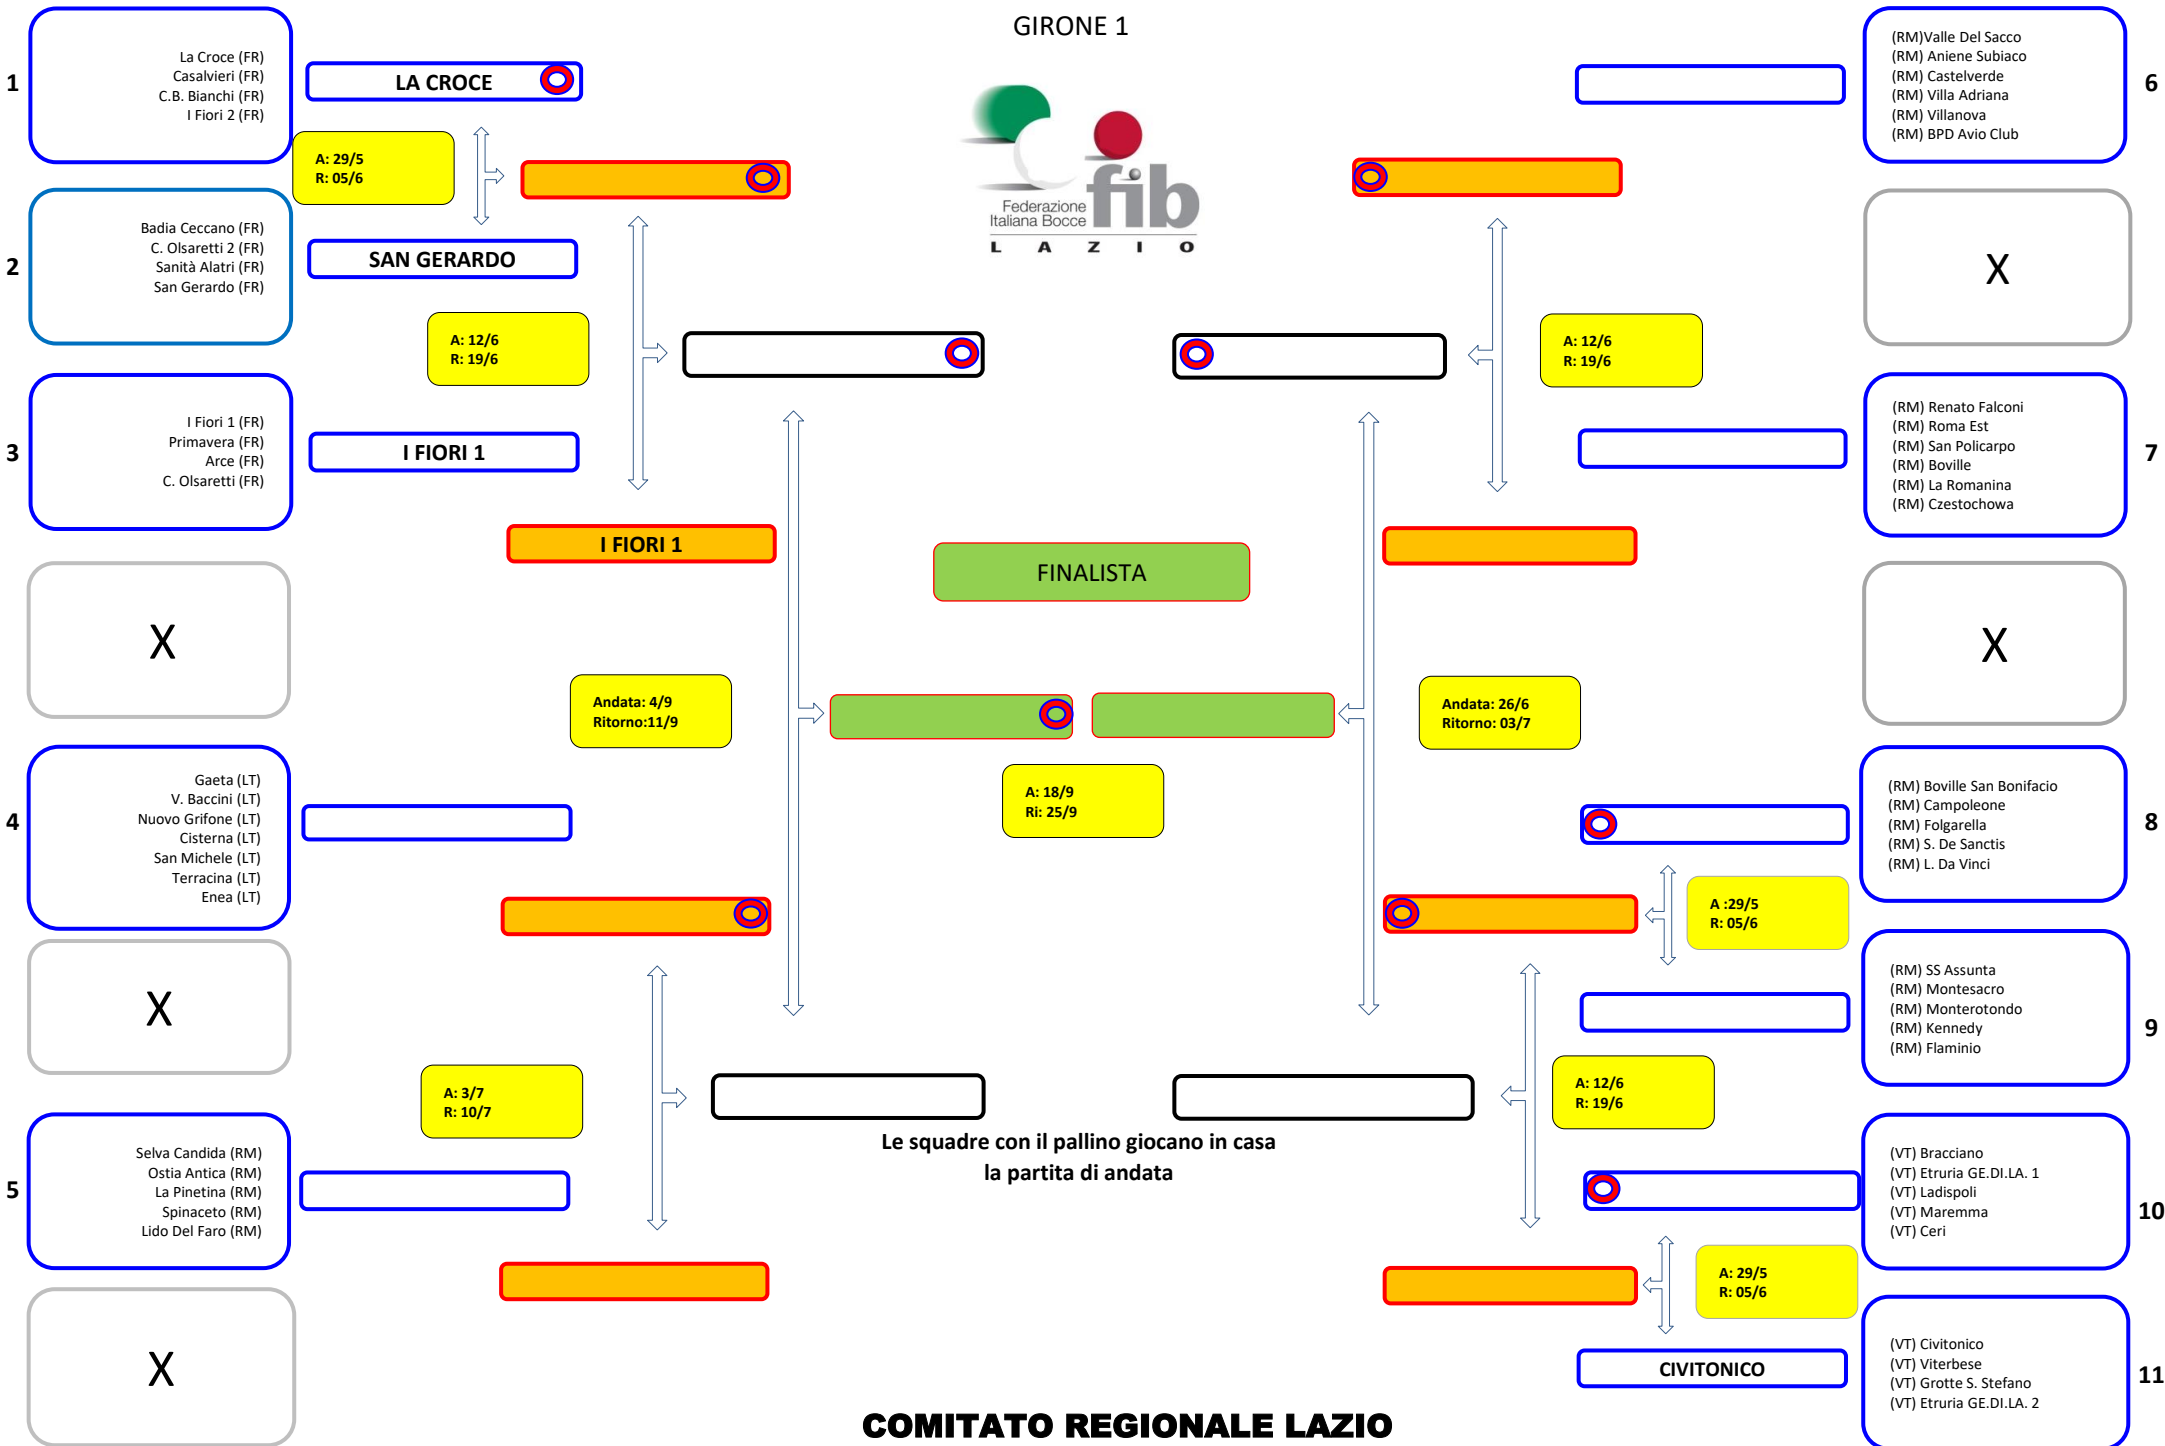 GIRONE 1
Federazione
Italiana Bocce
fib
LAZIO
1
La Croce (FR)
Casalvieri (FR)
C.B. Bianchi (FR)
I Fiori 2 (FR)
LA CROCE
A: 29/5
R: 05/6
2
Badia Ceccano (FR)
C. Olsaretti 2 (FR)
Sanità Alatri (FR)
San Gerardo (FR)
SAN GERARDO
A: 12/6
R: 19/6
3
I Fiori 1 (FR)
Primavera (FR)
Arce (FR)
C. Olsaretti (FR)
I FIORI 1
I FIORI 1
X
Andata: 4/9
Ritorno:11/9
4
Gaeta (LT)
V. Baccini (LT)
Nuovo Grifone (LT)
Cisterna (LT)
San Michele (LT)
Terracina (LT)
Enea (LT)
X
A: 3/7
R: 10/7
5
Selva Candida (RM)
Ostia Antica (RM)
La Pinetina (RM)
Spinaceto (RM)
Lido Del Faro (RM)
X
FINALISTA
A: 18/9
Ri: 25/9
Le squadre con il pallino giocano in casa
la partita di andata
(RM)Valle Del Sacco
(RM) Aniene Subiaco
(RM) Castelverde
(RM) Villa Adriana
(RM) Villanova
(RM) BPD Avio Club
6
X
A: 12/6
R: 19/6
(RM) Renato Falconi
(RM) Roma Est
(RM) San Policarpo
(RM) Boville
(RM) La Romanina
(RM) Czestochowa
7
X
Andata: 26/6
Ritorno: 03/7
(RM) Boville San Bonifacio
(RM) Campoleone
(RM) Folgarella
(RM) S. De Sanctis
(RM) L. Da Vinci
8
A :29/5
R: 05/6
(RM) SS Assunta
(RM) Montesacro
(RM) Monterotondo
(RM) Kennedy
(RM) Flaminio
9
A: 12/6
R: 19/6
(VT) Bracciano
(VT) Etruria GE.DI.LA. 1
(VT) Ladispoli
(VT) Maremma
(VT) Ceri
10
A: 29/5
R: 05/6
CIVITONICO
(VT) Civitonico
(VT) Viterbese
(VT) Grotte S. Stefano
(VT) Etruria GE.DI.LA. 2
11
COMITATO REGIONALE LAZIO